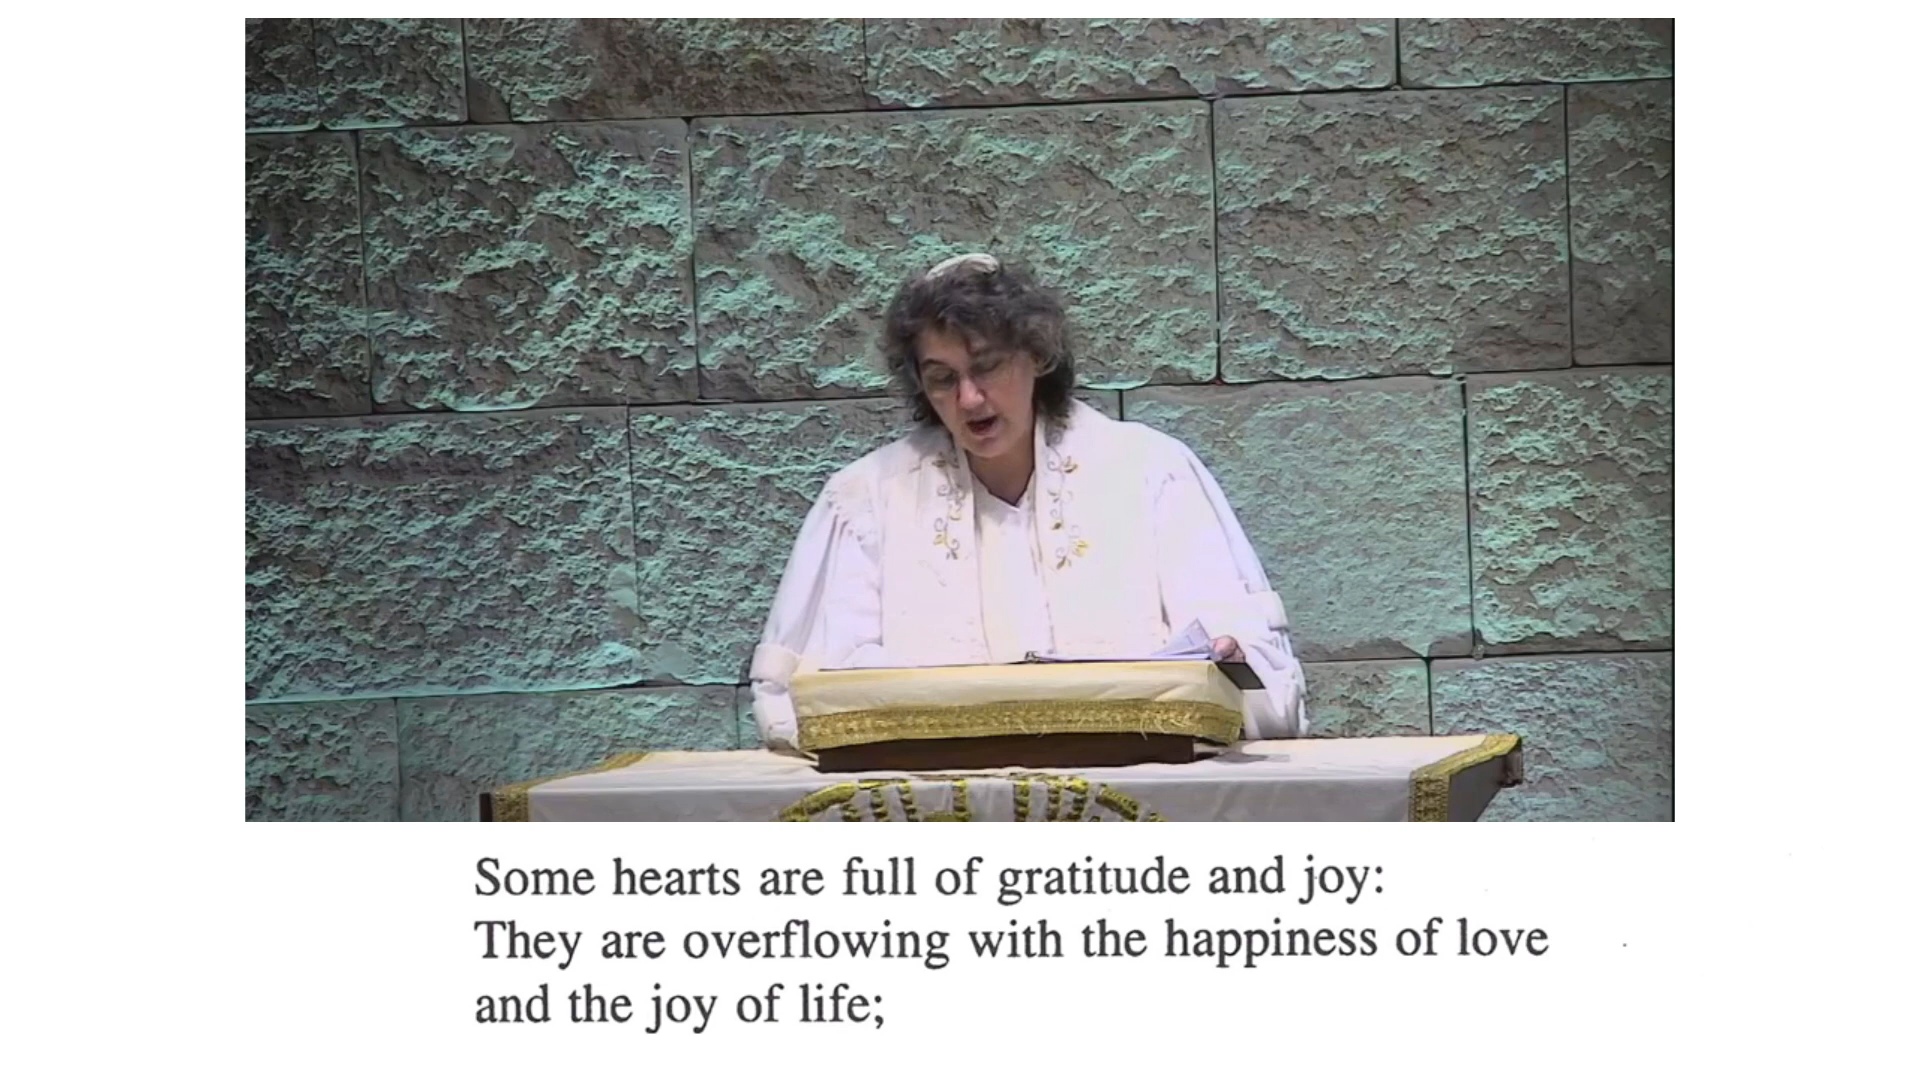 Some hearts are full of gratitude and joy:
They are overflowing with the happiness of love
and the joy of life;